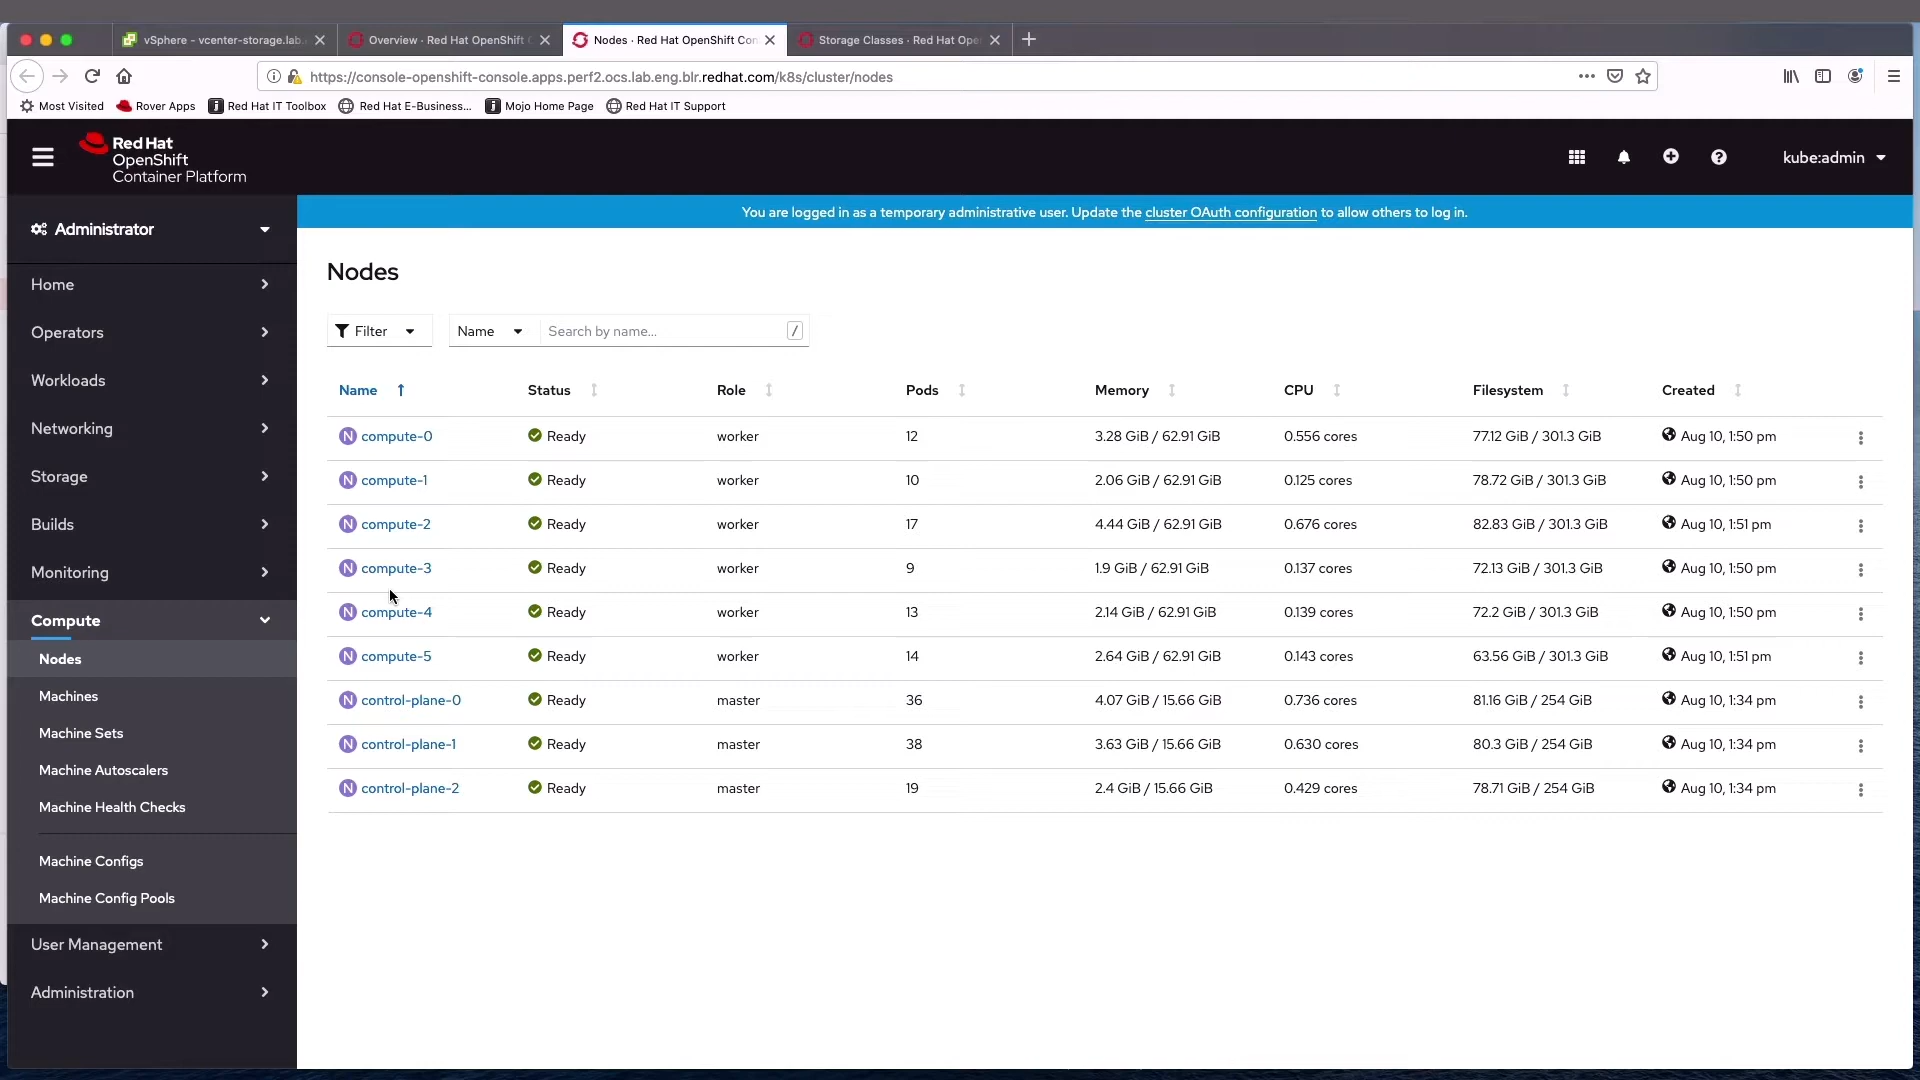 vSphere - vcenter-storage.lab.
Overview · Red Hat OpenShift
Nodes · Red Hat OpenShift Con
Storage Classes · Red Hat Ope
https://console-openshift-console.apps.perf2.ocs.lab.eng.blr.redhat.com/k8s/cluster/nodes
Most Visited Rover Apps Red Hat IT Toolbox Red Hat E-Business... Mojo Home Page Red Hat IT Support
Red Hat
OpenShift
Container Platform
kube:admin
You are logged in as a temporary administrative user. Update the cluster OAuth configuration to allow others to log in.
Administrator
Home
Operators
Workloads
Networking
Storage
Builds
Monitoring
Compute
Nodes
Machines
Machine Sets
Machine Autoscalers
Machine Health Checks
Machine Configs
Machine Config Pools
User Management
Administration
Nodes
Filter Name Search by name... /
Name Status Role Pods Memory CPU Filesystem Created
N compute-0 Ready worker 12 3.28 GiB / 62.91 GiB 0.556 cores 77.12 GiB / 301.3 GiB Aug 10, 1:50 pm
N compute-1 Ready worker 10 2.06 GiB / 62.91 GiB 0.125 cores 78.72 GiB / 301.3 GiB Aug 10, 1:50 pm
N compute-2 Ready worker 17 4.44 GiB / 62.91 GiB 0.676 cores 82.83 GiB / 301.3 GiB Aug 10, 1:51 pm
N compute-3 Ready worker 9 1.9 GiB / 62.91 GiB 0.137 cores 72.13 GiB / 301.3 GiB Aug 10, 1:50 pm
N compute-4 Ready worker 13 2.14 GiB / 62.91 GiB 0.139 cores 72.2 GiB / 301.3 GiB Aug 10, 1:50 pm
N compute-5 Ready worker 14 2.64 GiB / 62.91 GiB 0.143 cores 63.56 GiB / 301.3 GiB Aug 10, 1:51 pm
N control-plane-0 Ready master 36 4.07 GiB / 15.66 GiB 0.736 cores 81.16 GiB / 254 GiB Aug 10, 1:34 pm
N control-plane-1 Ready master 38 3.63 GiB / 15.66 GiB 0.630 cores 80.3 GiB / 254 GiB Aug 10, 1:34 pm
N control-plane-2 Ready master 19 2.4 GiB / 15.66 GiB 0.429 cores 78.71 GiB / 254 GiB Aug 10, 1:34 pm